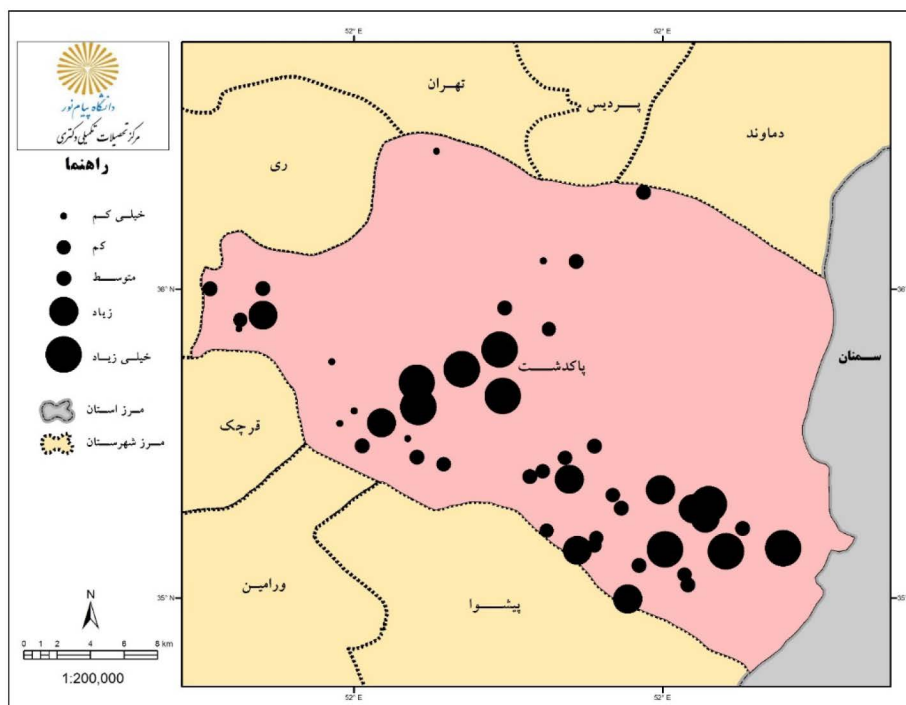 52° E
52° E
دانشگاه پیام نور
مرکز تحصیلات تکمیلی دکتری
راهنما
خیلی کم
کم
متوسط
زیاد
خیلی زیاد
مرز استان
مرز شهرستان
N
0 1 2 4 6 8 km
1:200,000
تهران
پردیس
دماوند
ری
36° N
36° N
سمنان
پاکدشت
قرچک
ورامین
پیشوا
35° N
52° E
52° E